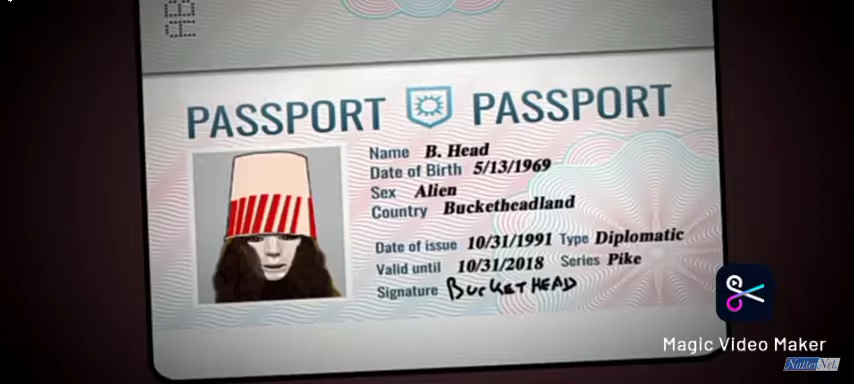 PASSPORT PASSPORT
Name B. Head
Date of Birth 5/13/1969
Sex Alien
Country Bucketheadland
Date of issue 10/31/1991 Type Diplomatic
Valid until 10/31/2018 Series Pike
Signature BUCKETHEAD
Magic Video Maker
NatterNet